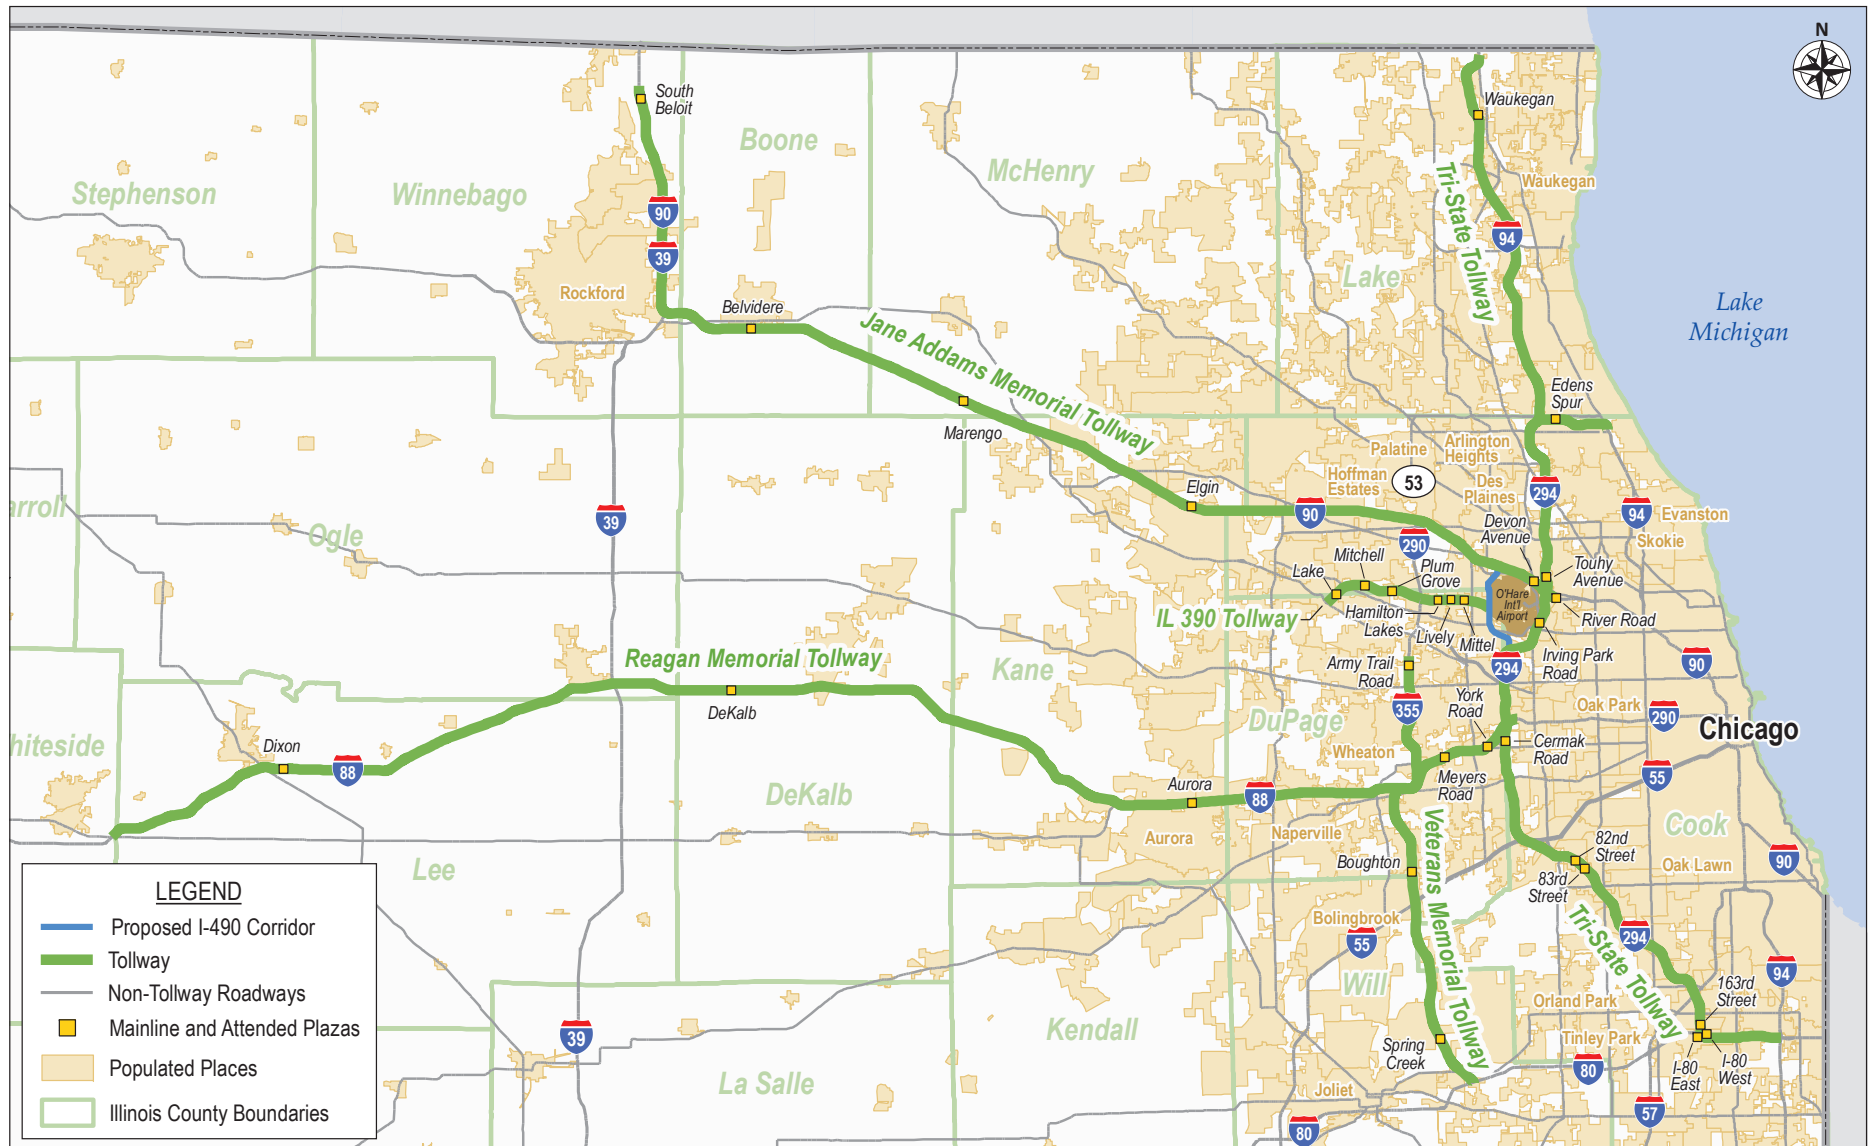 N
South
Beloit
Waukegan
Boone
McHenry
Stephenson
Winnebago
Waukegan
Tri-State Tollway
90
94
39
Lake
Rockford
Belvidere
Lake
Michigan
Jane Addams Memorial Tollway
Edens
Spur
Marengo
Palatine
Arlington
Heights
Hoffman
Estates
53
Des
Plaines
Elgin
294
90
94
Evanston
arroll
Ogle
39
Devon
Avenue
290
Skokie
Mitchell
Lake
Plum
Grove
Touhy
Avenue
O'Hare
Int'l
Airport
IL 390 Tollway
Hamilton
Lakes
Lively
Mittel
River Road
Reagan Memorial Tollway
Kane
Army Trail
Road
294
Irving Park
Road
90
York
Road
355
Oak Park
290
DeKalb
DuPage
Chicago
hiteside
Dixon
Wheaton
Cermak
Road
88
Meyers
Road
55
DeKalb
Aurora
88
Cook
Aurora
Naperville
Veterans Memorial Tollway
82nd
Street
Boughton
Oak Lawn
90
Lee
83rd
Street
LEGEND
Proposed I-490 Corridor
Tollway
Non-Tollway Roadways
Mainline and Attended Plazas
Populated Places
Illinois County Boundaries
Bolingbrook
55
Tri-State Tollway
294
94
Will
163rd
Street
Orland Park
39
Kendall
Spring
Creek
Tinley Park
I-80
East
I-80
West
80
La Salle
Joliet
57
80